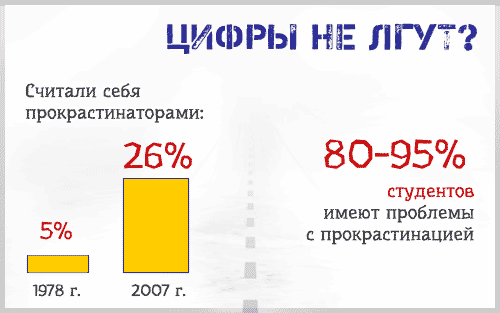 ЦИФРЫ НЕ ЛГУТ?
Считали себя
прокрастинаторами:
26%
5%
1978 г.
2007 г.
80-95%
студентов
имеют проблемы
с прокрастинацией